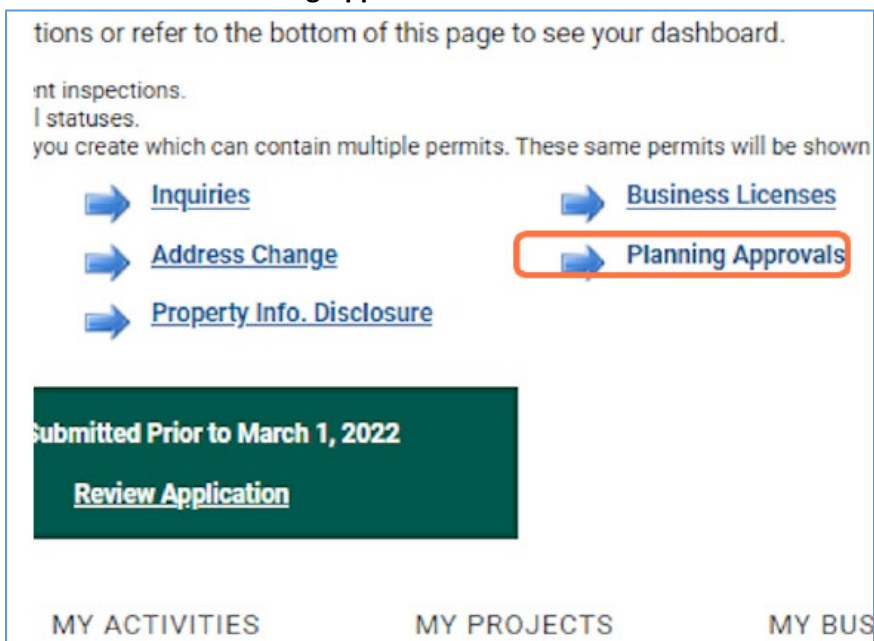 tions or refer to the bottom of this page to see your dashboard.
nt inspections.
l statuses.
you create which can contain multiple permits. These same permits will be shown
Inquiries
Business Licenses
Address Change
Planning Approvals
Property Info. Disclosure
Submitted Prior to March 1, 2022
Review Application
MY ACTIVITIES
MY PROJECTS
MY BUS